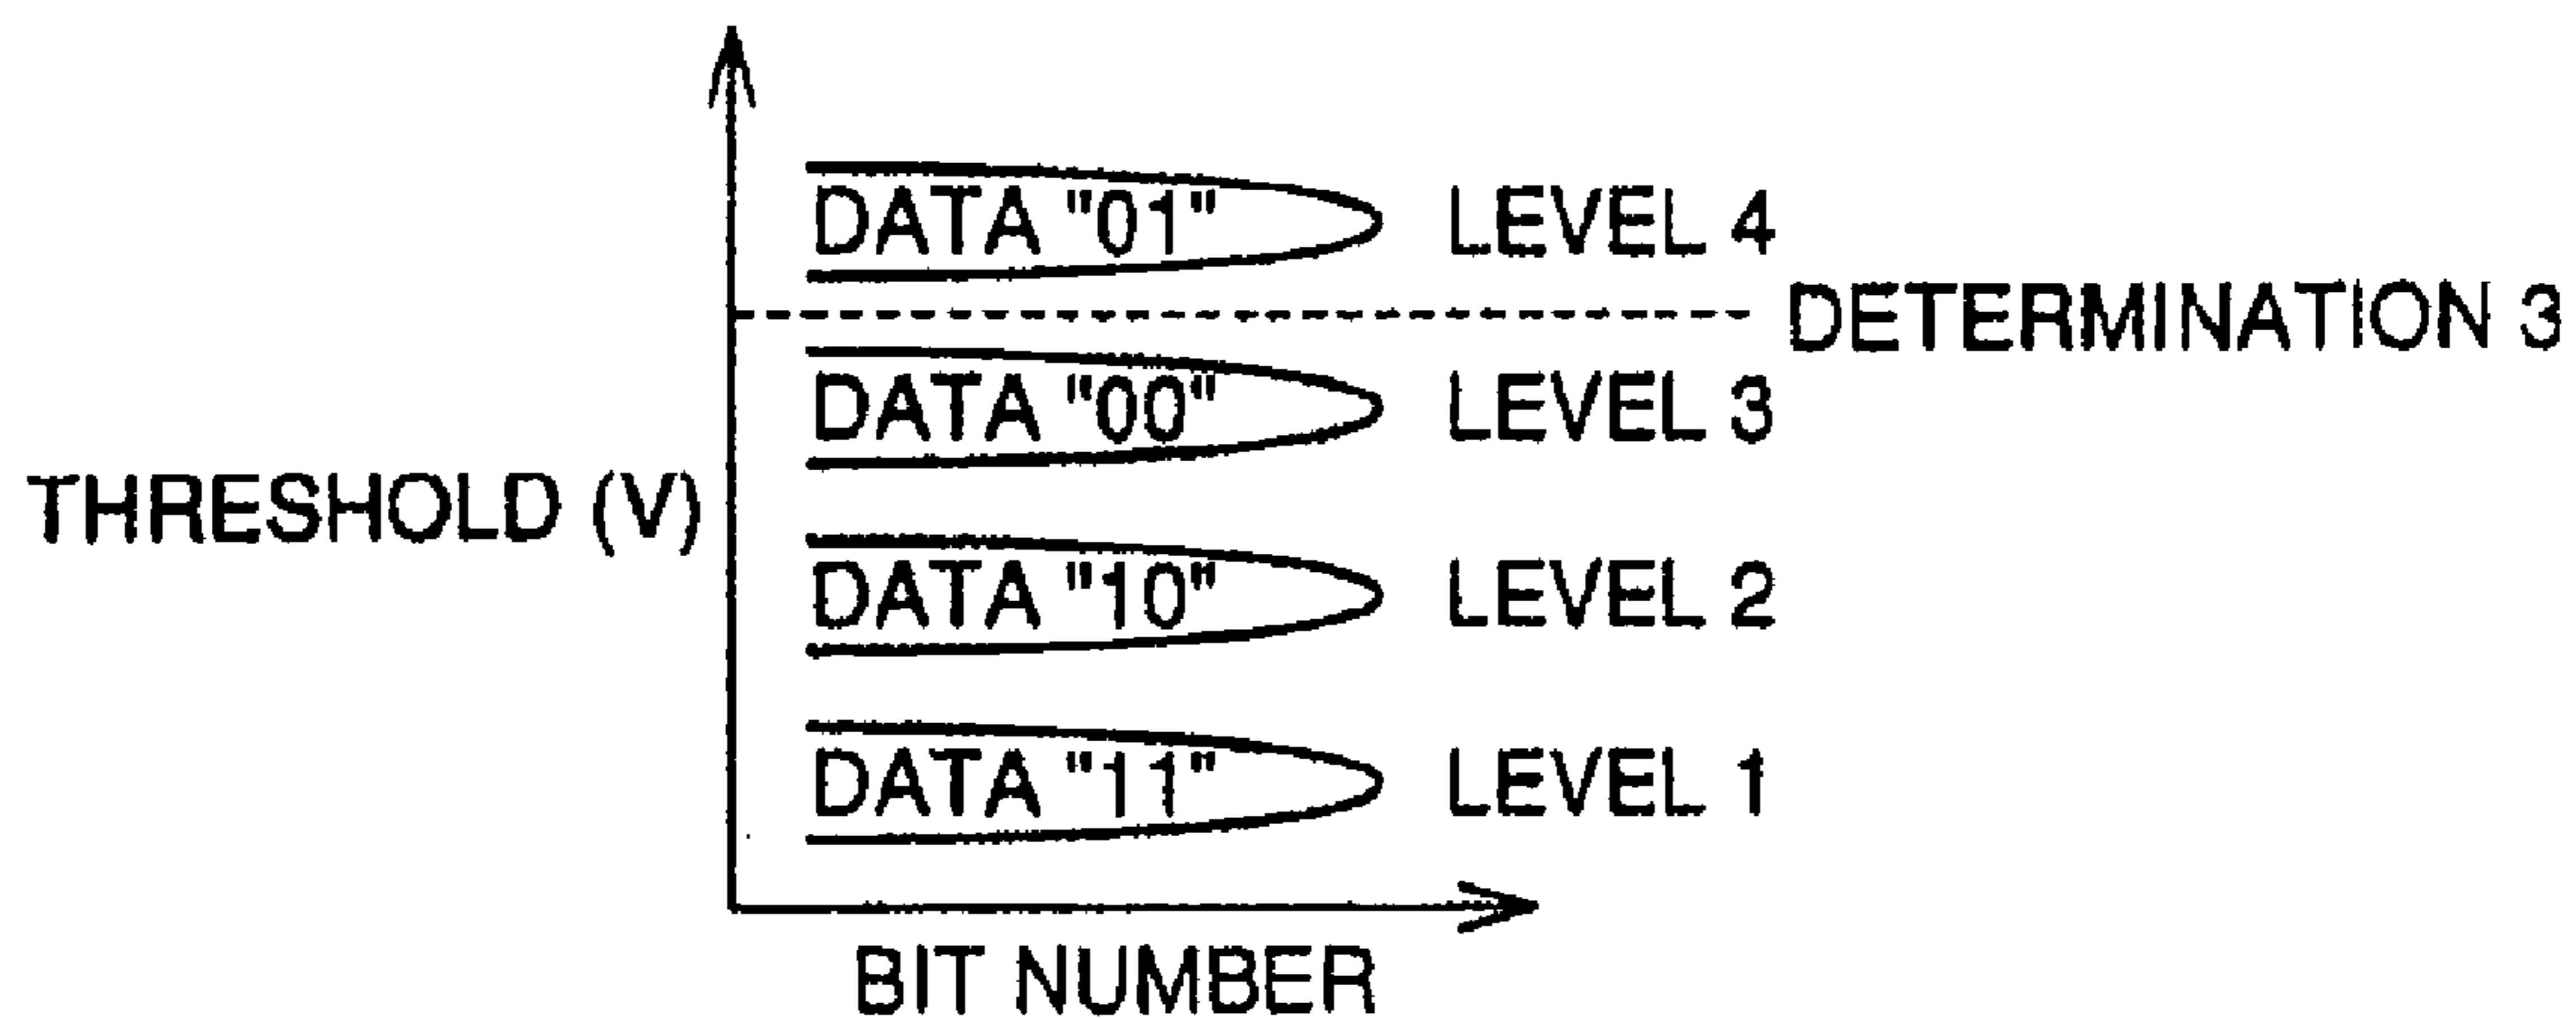 DATA "01" LEVEL 4
DETERMINATION 3
DATA "00" LEVEL 3
THRESHOLD (V)
DATA "10" LEVEL 2
DATA "11" LEVEL 1
BIT NUMBER